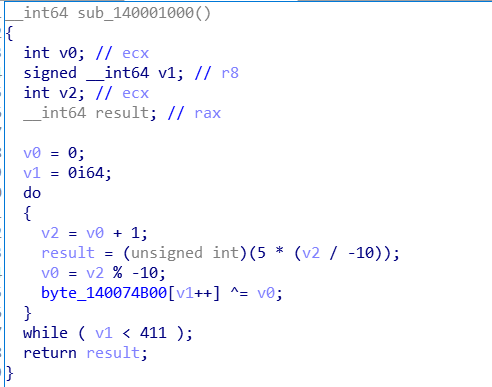 __int64 sub_140001000()
{
int v0; // ecx
signed __int64 v1; // r8
int v2; // ecx
__int64 result; // rax
v0 = 0;
v1 = 0i64;
do
{
v2 = v0 + 1;
result = (unsigned int)(5 * (v2 / -10));
v0 = v2 % -10;
byte_140074B00[v1++] ^= v0;
}
while ( v1 < 411 );
return result;
}